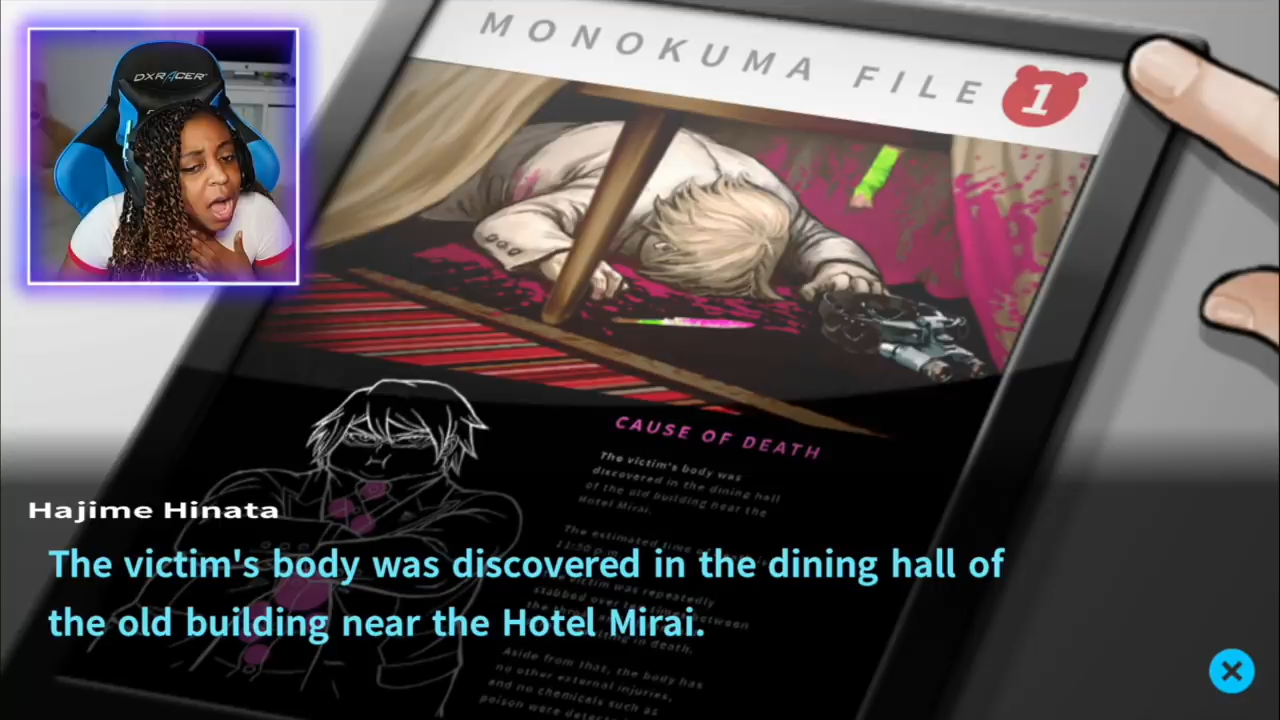 DXRACER
MONOKUMA FILE 1
CAUSE OF DEATH
The victim's body was
discovered in the dining hall
of the old building near the
Hotel Mirai.
The estimated time of
stabbed over
Aside from that, the body has
no other external injuries,
and no chemicals such as
poison were
Hajime Hinata
The victim's body was discovered in the dining hall of
the old building near the Hotel Mirai.